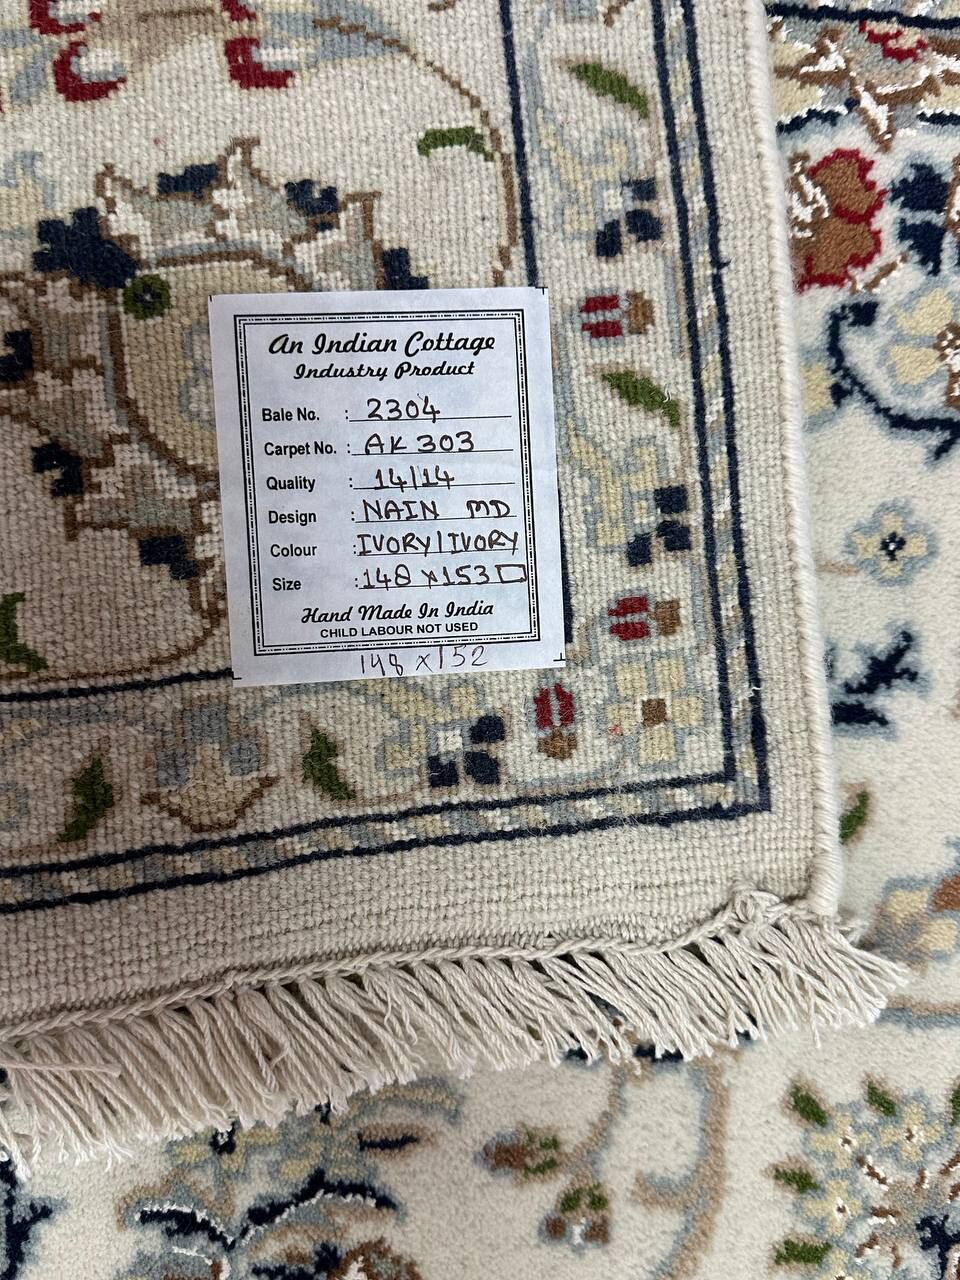 An Indian Cottage
Industry Product
Bale No. : 2304
Carpet No. : AK 303
Quality : 14/14
Design : NAIN MD
Colour : IVORY/IVORY
Size : 148 x 153 □
Hand Made In India
CHILD LABOUR NOT USED
148 x 152